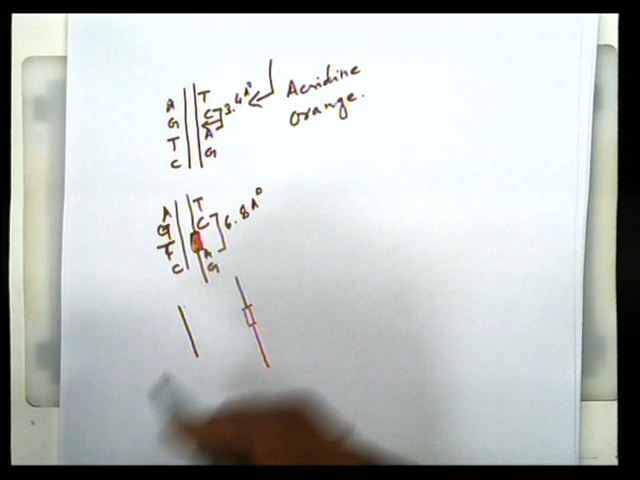 A T
G C 3.4A° Acridine
T A orange.
C G
A T
G C 6.8A°
T A
C G